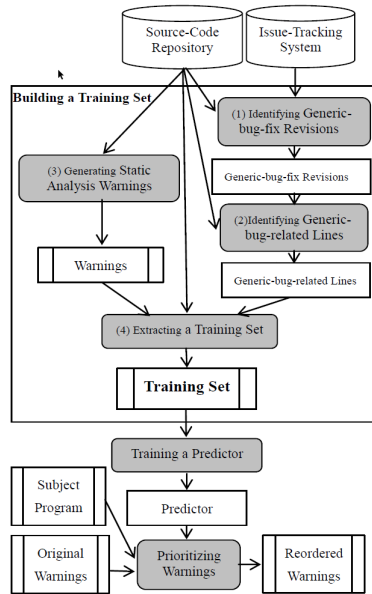 Source-Code
Repository
Issue-Tracking
System
Building a Training Set
(1) Identifying Generic-
bug-fix Revisions
(3) Generating Static
Analysis Warnings
Generic-bug-fix Revisions
(2)Identifying Generic-
bug-related Lines
Warnings
Generic-bug-related Lines
(4) Extracting a Training Set
Training Set
Training a Predictor
Subject
Program
Predictor
Original
Warnings
Prioritizing
Warnings
Reordered
Warnings